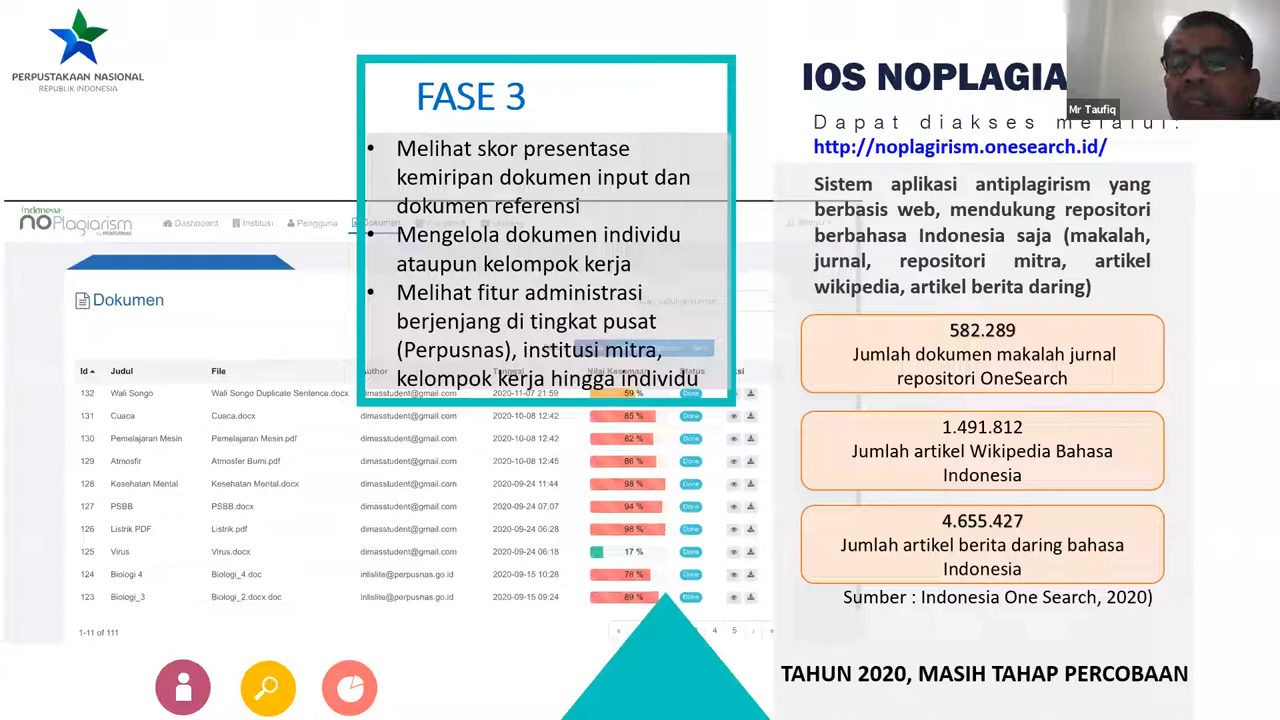 PERPUSTAKAAN NASIONAL
REPUBLIK INDONESIA
FASE 3
• Melihat skor presentase
kemiripan dokumen input dan
dokumen referensi
• Mengelola dokumen individu
ataupun kelompok kerja
• Melihat fitur administrasi
berjenjang di tingkat pusat
(Perpusnas), institusi mitra,
kelompok kerja hingga individu
IOS NOPLAGIA
Mr Taufiq
Dapat diakses melalui:
http://noplagirism.onesearch.id/
Sistem aplikasi antiplagirism yang
berbasis web, mendukung repositori
berbahasa Indonesia saja (makalah,
jurnal, repositori mitra, artikel
wikipedia, artikel berita daring)
582.289
Jumlah dokumen makalah jurnal
repositori OneSearch
1.491.812
Jumlah artikel Wikipedia Bahasa
Indonesia
4.655.427
Jumlah artikel berita daring bahasa
Indonesia
Sumber : Indonesia One Search, 2020)
TAHUN 2020, MASIH TAHAP PERCOBAAN
Indonesia
noPlagiarism
Dashboard Institusi Pengguna Dokumen
Dokumen
Id Judul File Author Tanggal Nilai Kesamaan Status ksi
132 Wali Songo Wali Songo Duplicate Sentence.docx dimasstudent@gmail.com 2020-11-07 21:59 59 % Done
131 Cuaca Cuaca.docx dimasstudent@gmail.com 2020-10-08 12:42 85 % Done
130 Pemelajaran Mesin Pemelajaran Mesin.pdf dimasstudent@gmail.com 2020-10-08 12:42 82 % Done
129 Atmosfir Atmosfer Bumi.pdf dimasstudent@gmail.com 2020-10-08 12:45 86 % Done
128 Kesehatan Mental Kesehatan Mental.docx dimasstudent@gmail.com 2020-09-24 11:44 98 % Done
127 PSBB PSBB.docx dimasstudent@gmail.com 2020-09-24 07:07 94 % Done
126 Listrik PDF Listrik.pdf dimasstudent@gmail.com 2020-09-24 06:28 98 % Done
125 Virus Virus.docx dimasstudent@gmail.com 2020-09-24 06:18 17 % Done
124 Biologi 4 Biologi_4.doc inlislite@perpusnas.go.id 2020-09-15 10:28 78 % Done
123 Biologi_3 Biologi_2.docx.doc inlislite@perpusnas.go.id 2020-09-15 09:24 89 % Done
1-11 of 111
« 4 5 › »